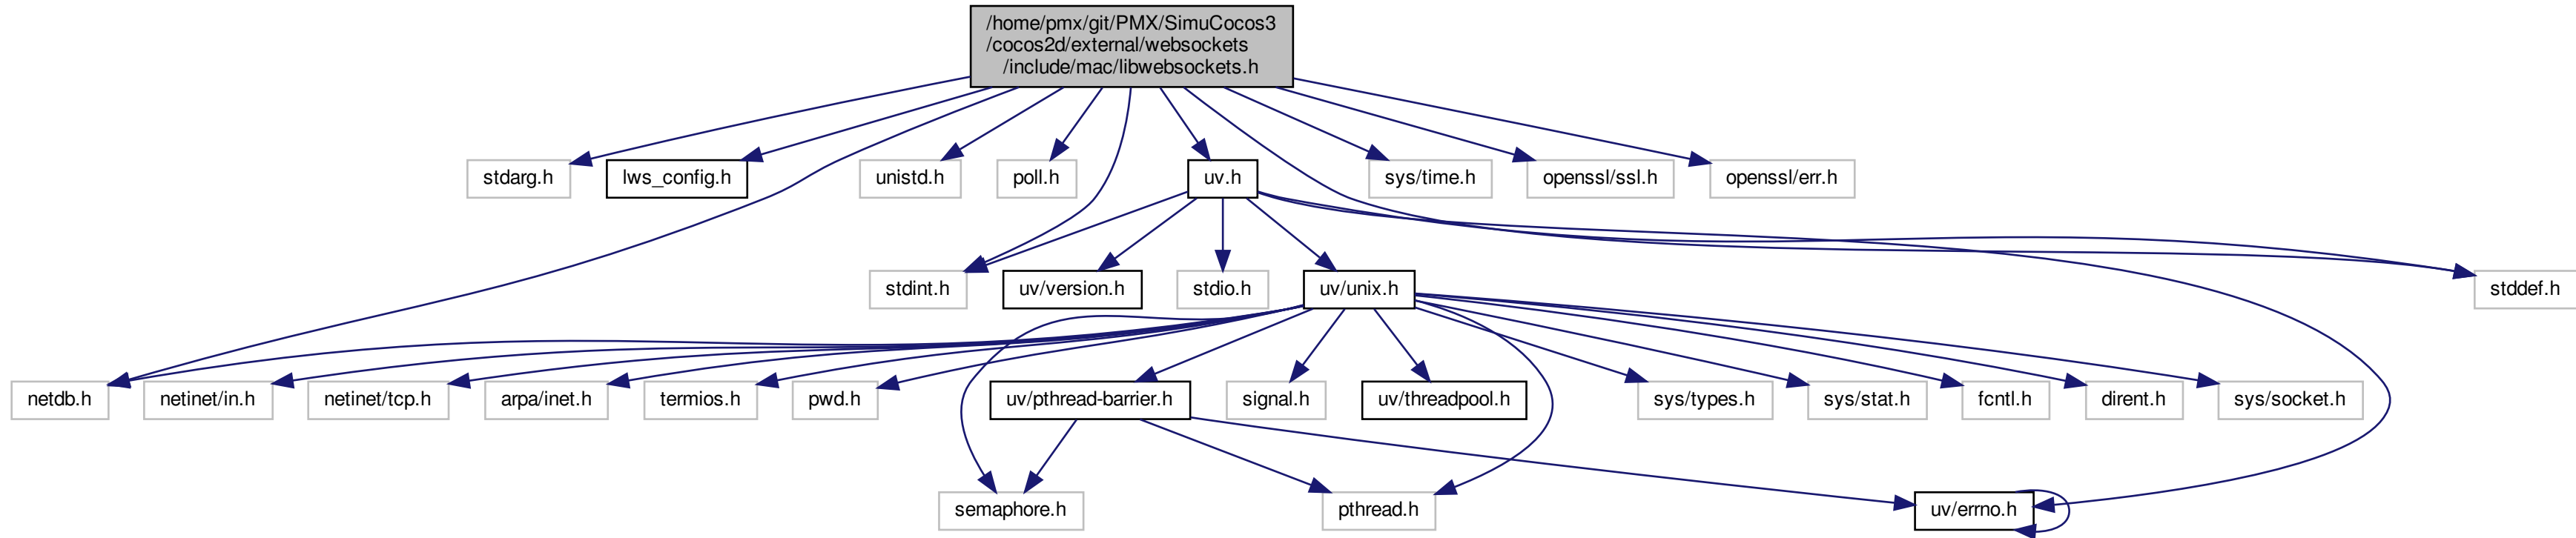 /home/pmx/git/PMX/SimuCocos3
/cocos2d/external/websockets
/include/mac/libwebsockets.h
stdarg.h
lws_config.h
unistd.h
poll.h
uv.h
sys/time.h
openssl/ssl.h
openssl/err.h
stdint.h
uv/version.h
stdio.h
uv/unix.h
stddef.h
netdb.h
netinet/in.h
netinet/tcp.h
arpa/inet.h
termios.h
pwd.h
uv/pthread-barrier.h
signal.h
uv/threadpool.h
sys/types.h
sys/stat.h
fcntl.h
dirent.h
sys/socket.h
semaphore.h
pthread.h
uv/errno.h